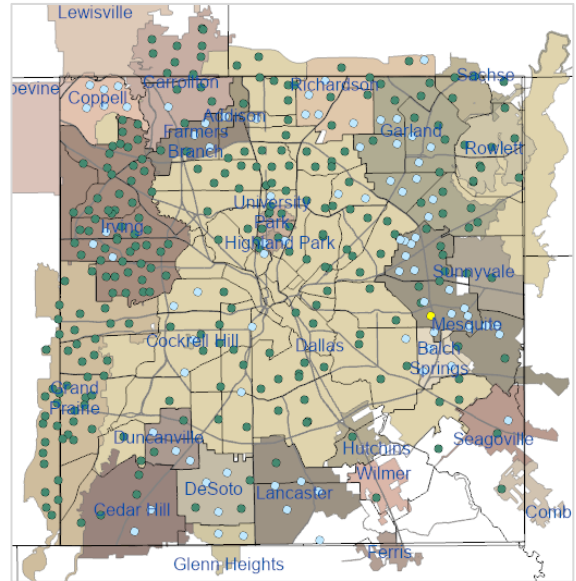 Lewisville
Sachse
Carrollton
Richardson
Coppell
Addison
Farmers
Branch
Garland
Rowlett
University
Park
Irving
Highland Park
Sunnyvale
Mesquite
Cockrell Hill
Dallas
Balch
Springs
Grand
Prairie
Duncanville
Seagoville
Hutchins
Wilmer
DeSoto
Lancaster
Cedar Hill
Comb
Ferris
Glenn Heights